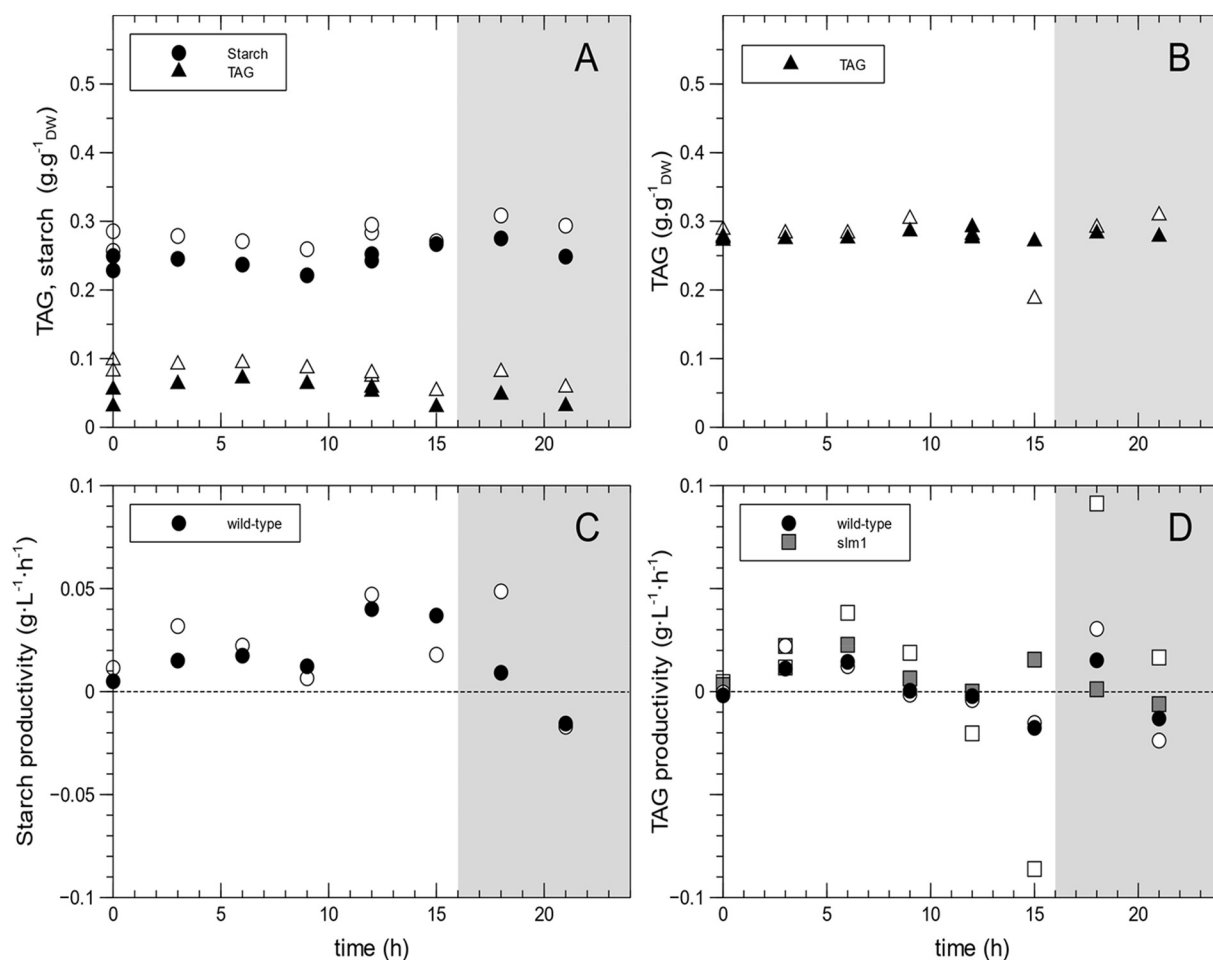 A
Starch
TAG
0.5
0.4
0.3
0.2
0.1
0
TAG, starch (g.g⁻¹DW)
0 5 10 15 20
B
TAG
0.5
0.4
0.3
0.2
0.1
0
TAG (g.g⁻¹DW)
0 5 10 15 20
C
wild-type
0.1
0.05
0
−0.05
−0.1
Starch productivity (g·L⁻¹·h⁻¹)
0 5 10 15 20
time (h)
D
wild-type
slm1
0.1
0.05
0
−0.1
TAG productivity (g·L⁻¹·h⁻¹)
0 5 10 15 20
time (h)